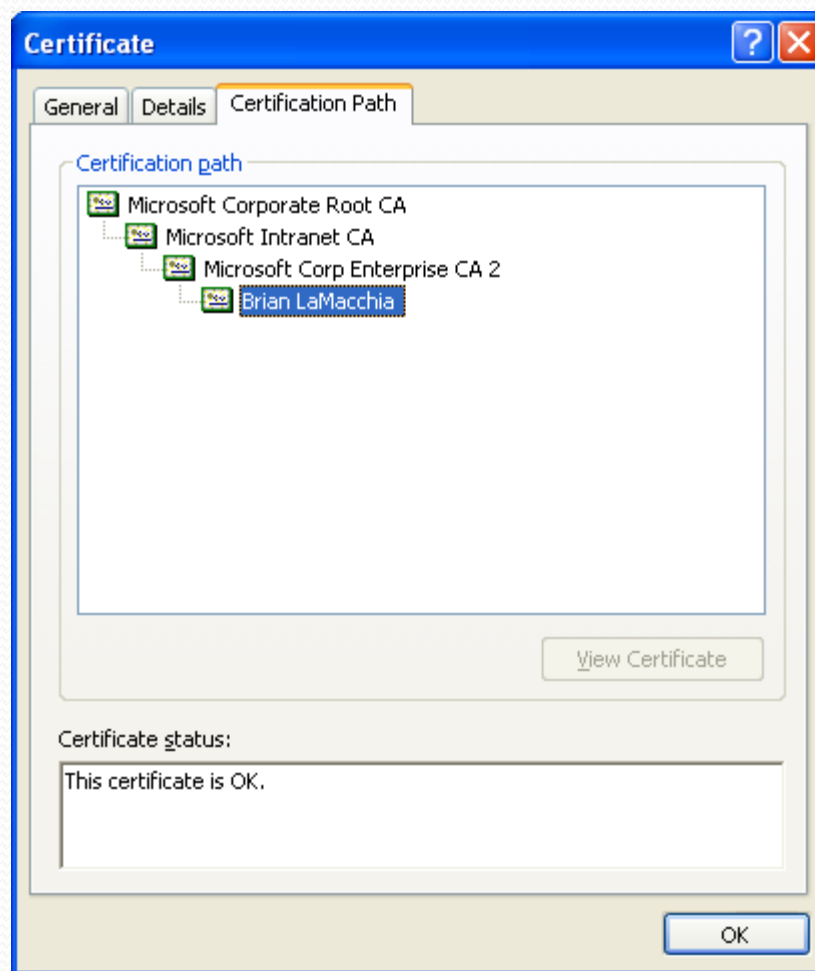 Certificate
General Details Certification Path
Certification path
Microsoft Corporate Root CA
Microsoft Intranet CA
Microsoft Corp Enterprise CA 2
Brian LaMacchia
View Certificate
Certificate status:
This certificate is OK.
OK